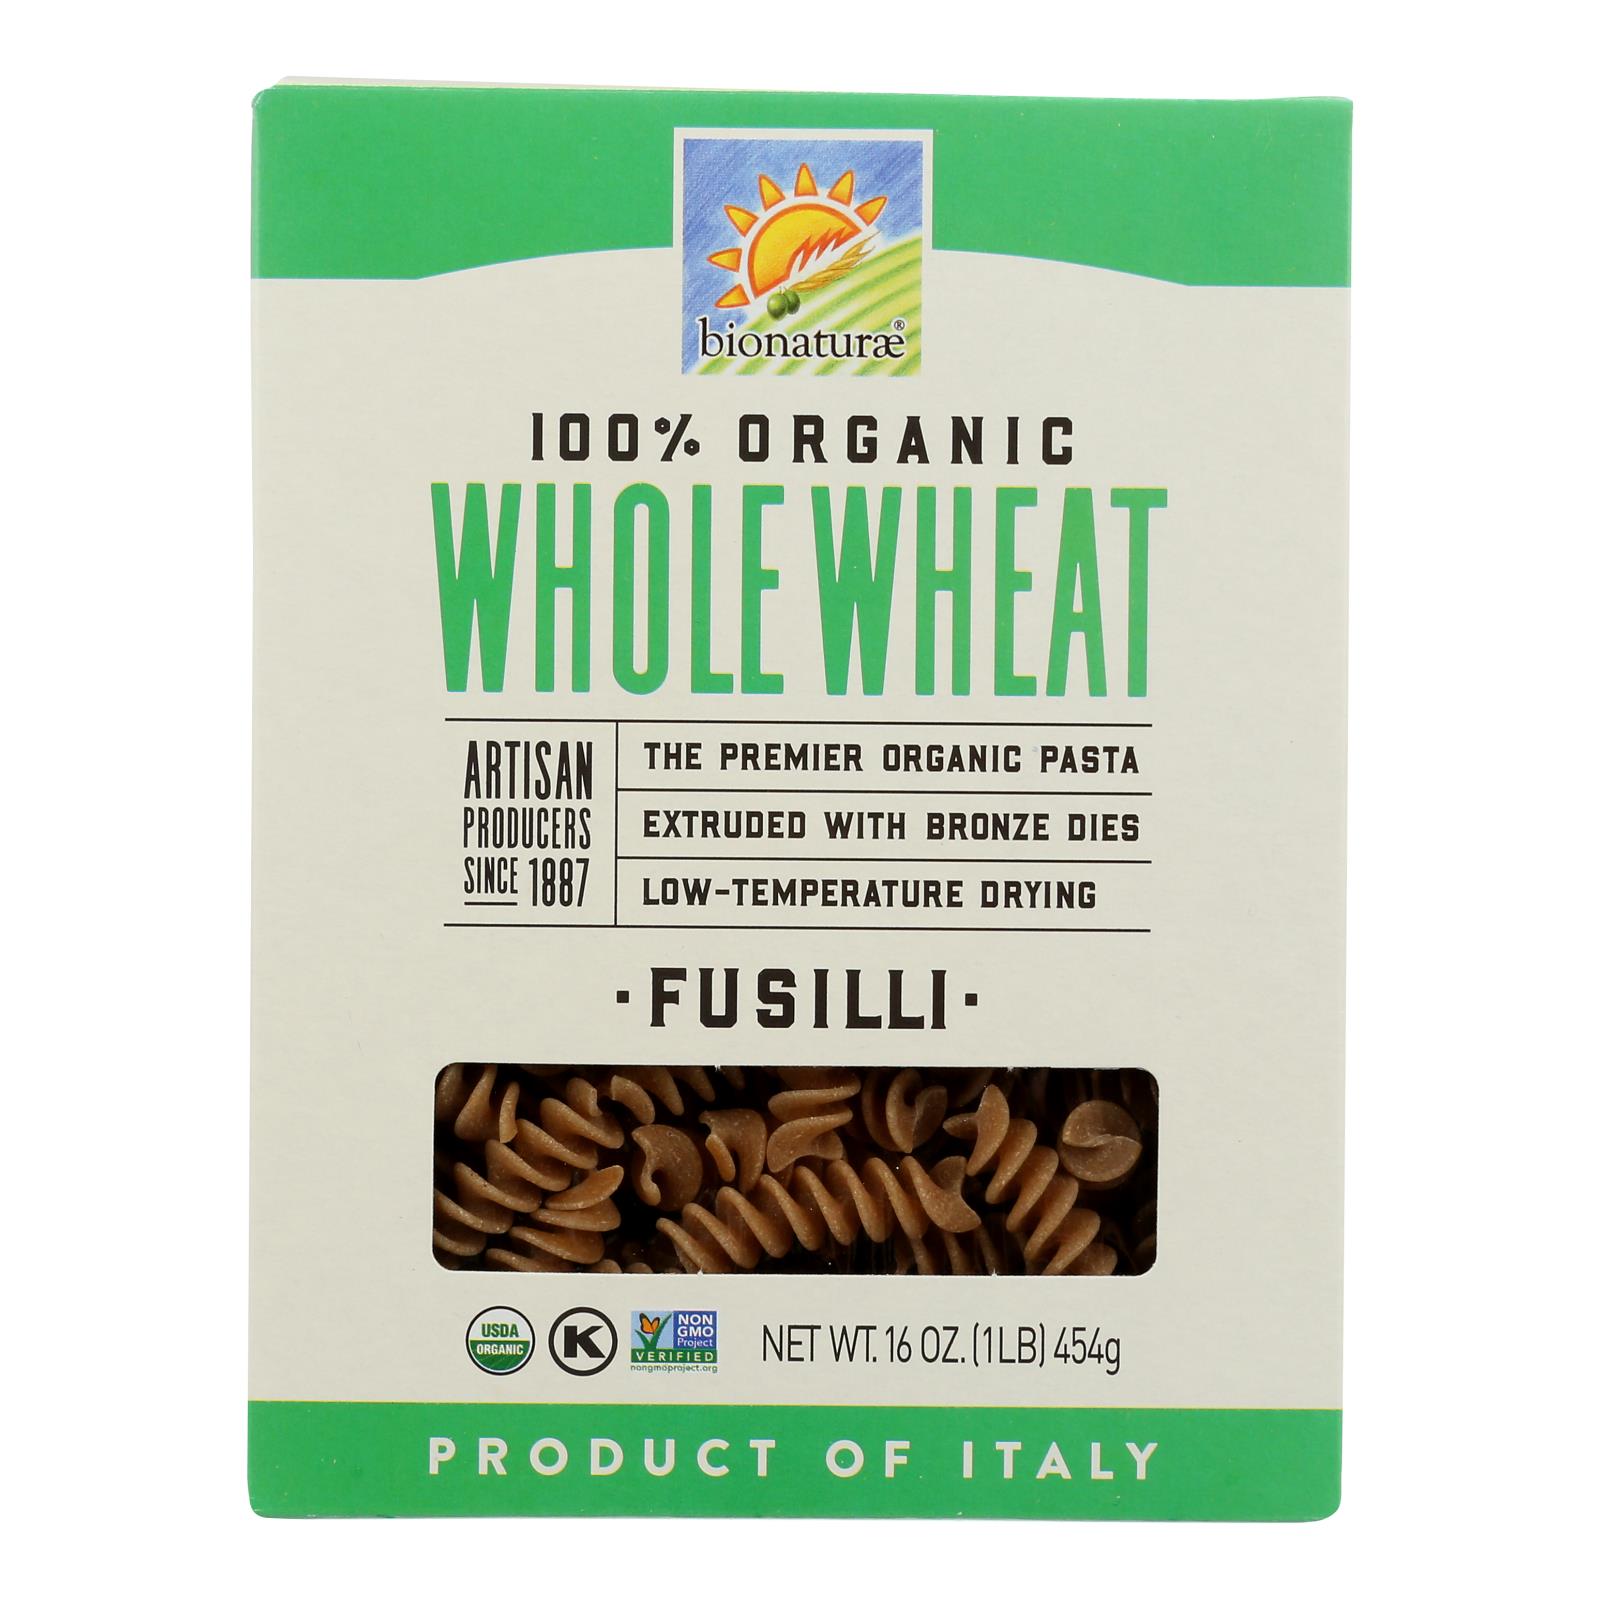 bionaturæ®
100% ORGANIC
WHOLE WHEAT
ARTISAN
PRODUCERS
SINCE 1887
THE PREMIER ORGANIC PASTA
EXTRUDED WITH BRONZE DIES
LOW-TEMPERATURE DRYING
·FUSILLI·
USDA
ORGANIC
K
NON
GMO
Project
VERIFIED
nongmoproject.org
NET WT. 16 OZ. (1LB) 454g
PRODUCT OF ITALY